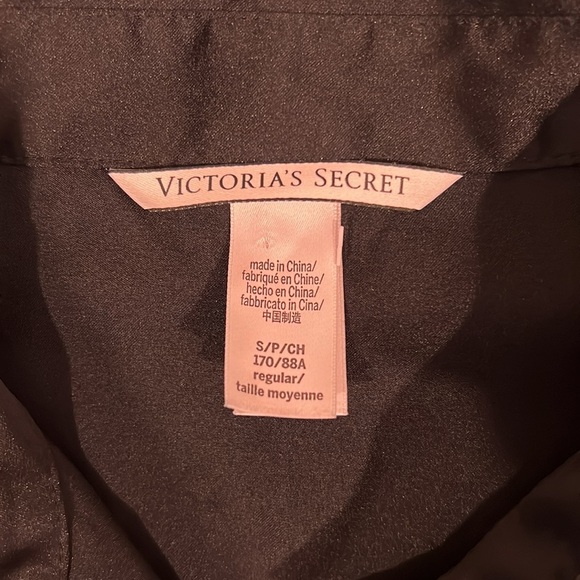 VICTORIA'S SECRET
made in China/
fabriqué en Chine/
hecho en China/
fabbricato in Cina/
中国制造
S/P/CH
170/88A
regular/
taille moyenne